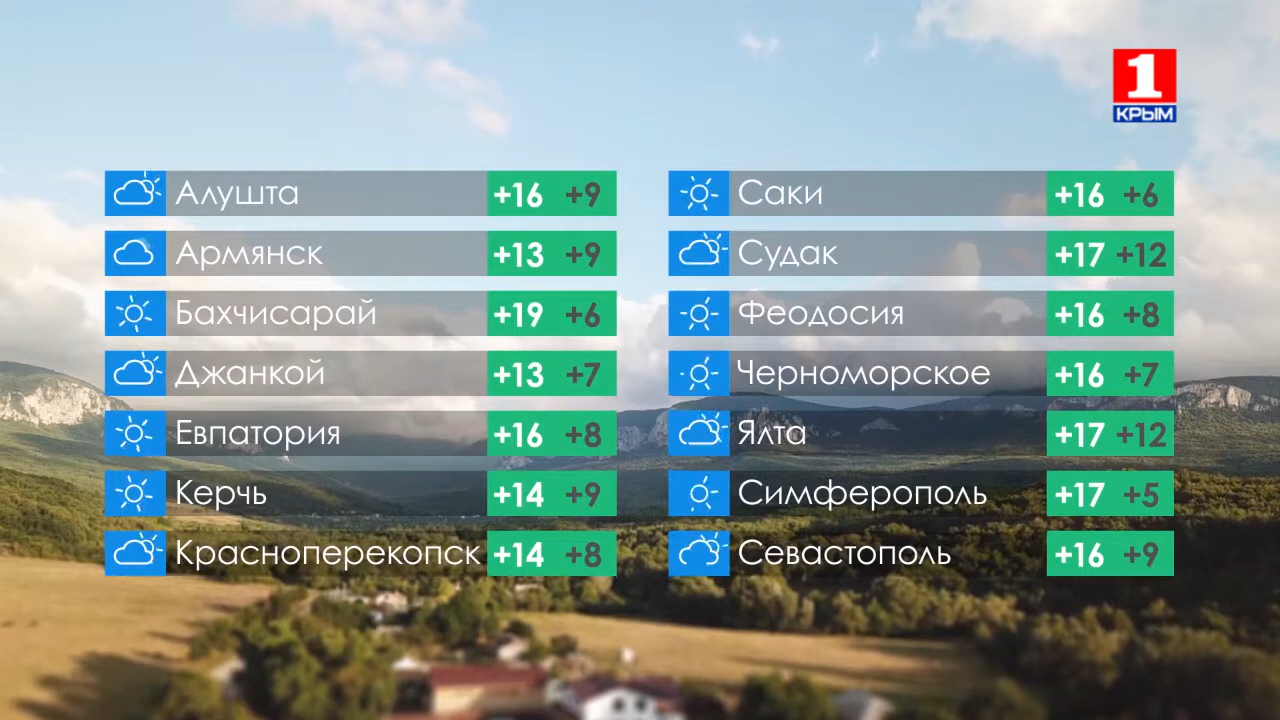 1
КРЫМ
Алушта +16 +9
Армянск +13 +9
Бахчисарай +19 +6
Джанкой +13 +7
Евпатория +16 +8
Керчь +14 +9
Красноперекопск +14 +8
Саки +16 +6
Судак +17 +12
Феодосия +16 +8
Черноморское +16 +7
Ялта +17 +12
Симферополь +17 +5
Севастополь +16 +9